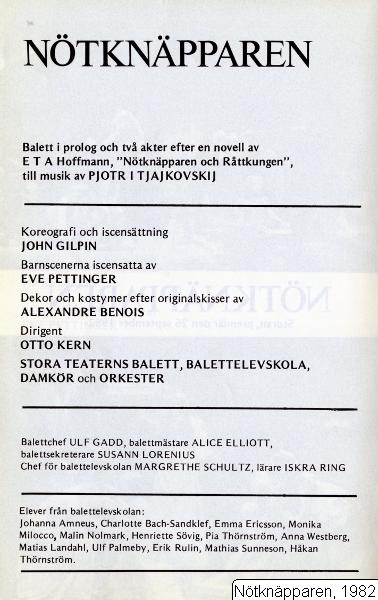 NÖTKNÄPPAREN
Balett i prolog och två akter efter en novell av
E T A Hoffmann, "Nötknäpparen och Råttkungen",
till musik av PJOTR I TJAJKOVSKIJ
Koreografi och iscensättning
JOHN GILPIN
Barnscenerna iscensatta av
EVE PETTINGER
Dekor och kostymer efter originalskisser av
ALEXANDRE BENOIS
Dirigent
OTTO KERN
STORA TEATERNS BALETT, BALETTELEVSKOLA,
DAMKÖR och ORKESTER
Balettchef ULF GADD, balettmästare ALICE ELLIOTT,
balettsekreterare SUSANN LORENIUS
Chef för balettelevskolan MARGRETHE SCHULTZ, lärare ISKRA RING
Elever från balettelevskolan:
Johanna Amneus, Charlotte Bach-Sandklef, Emma Ericsson, Monika
Milocco, Malin Nolmark, Henriette Sövig, Pia Thörnström, Anna Westberg,
Matias Landahl, Ulf Palmeby, Erik Rulin, Mathias Sunneson, Håkan
Thörnström.
Nötknäpparen, 1982